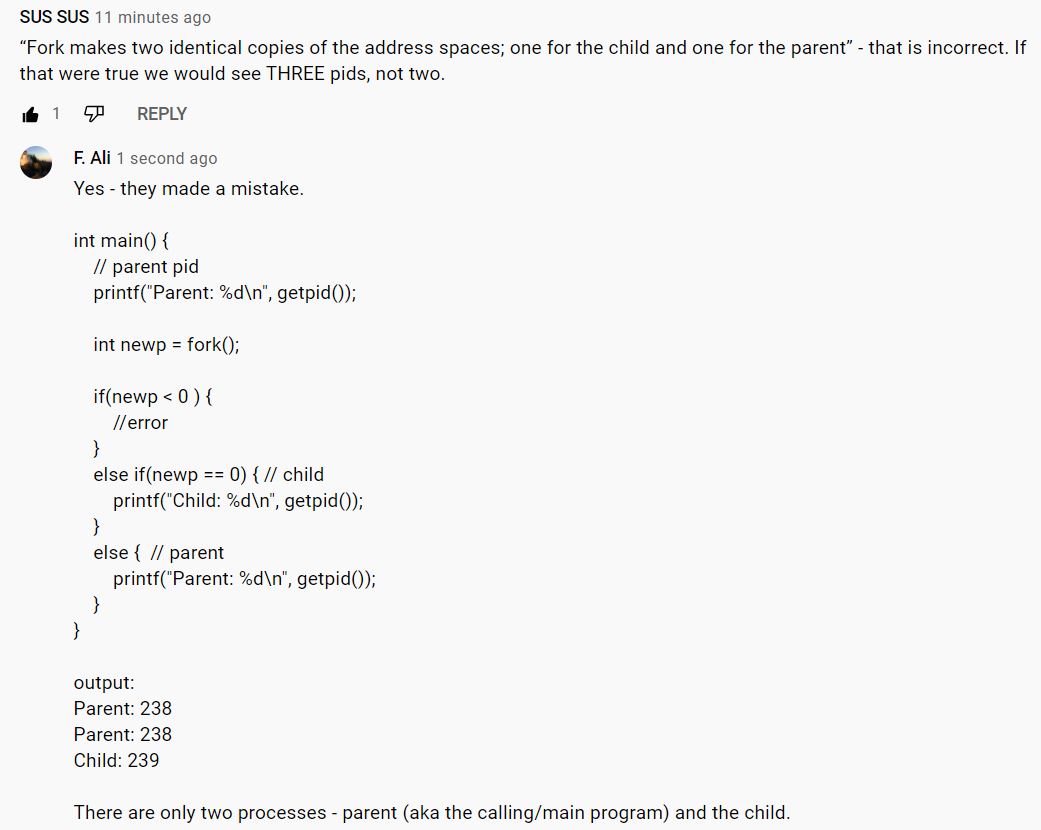 SUS SUS 11 minutes ago
“Fork makes two identical copies of the address spaces; one for the child and one for the parent” - that is incorrect. If
that were true we would see THREE pids, not two.
1 REPLY
F. Ali 1 second ago
Yes - they made a mistake.
int main() {
// parent pid
printf("Parent: %d\n", getpid());
int newp = fork();
if(newp < 0 ) {
//error
}
else if(newp == 0) { // child
printf("Child: %d\n", getpid());
}
else {  // parent
printf("Parent: %d\n", getpid());
}
}
output:
Parent: 238
Parent: 238
Child: 239
There are only two processes - parent (aka the calling/main program) and the child.